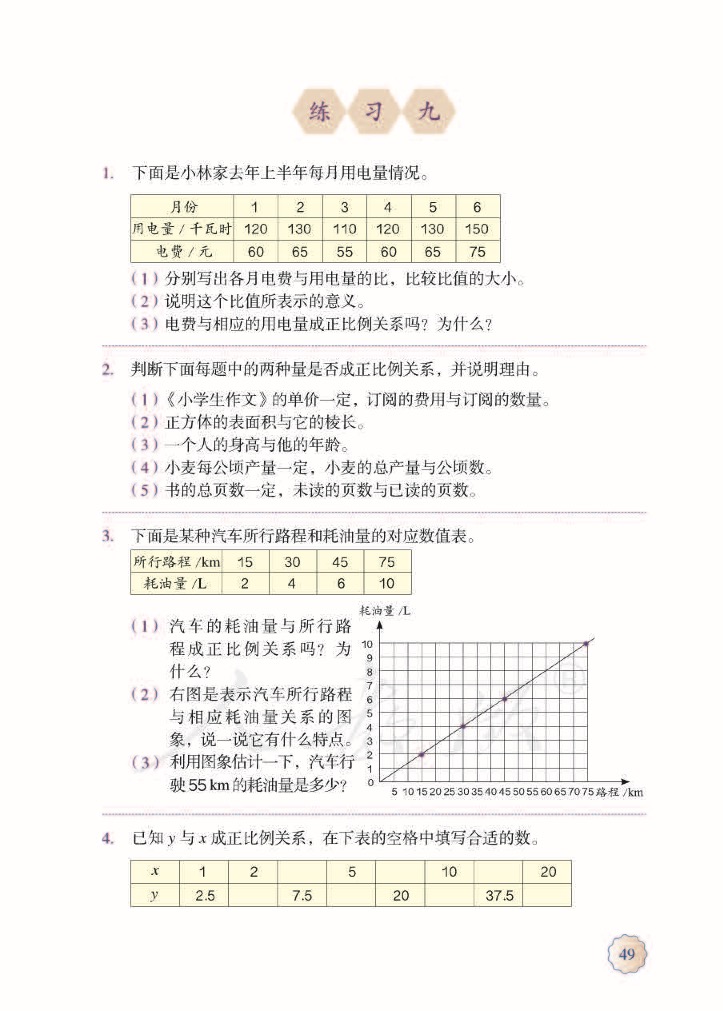 练 习 九
1. 下面是小林家去年上半年每月用电量情况。
月份 1 2 3 4 5 6
用电量/千瓦时 120 130 110 120 130 150
电费/元 60 65 55 60 65 75
(1) 分别写出各月电费与用电量的比，比较比值的大小。
(2) 说明这个比值所表示的意义。
(3) 电费与相应的用电量成正比例关系吗？为什么？
2. 判断下面每题中的两种量是否成正比例关系，并说明理由。
(1)《小学生作文》的单价一定，订阅的费用与订阅的数量。
(2) 正方体的表面积与它的棱长。
(3) 一个人的身高与他的年龄。
(4) 小麦每公顷产量一定，小麦的总产量与公顷数。
(5) 书的总页数一定，未读的页数与已读的页数。
3. 下面是某种汽车所行路程和耗油量的对应数值表。
所行路程/km 15 30 45 75
耗油量/L 2 4 6 10
(1) 汽车的耗油量与所行路
程成正比例关系吗？为
什么？
(2) 右图是表示汽车所行路程
与相应耗油量关系的图
象，说一说它有什么特点。
(3) 利用图象估计一下，汽车行
驶55 km的耗油量是多少？
耗油量/L
10
9
8
7
6
5
4
3
2
1
0
5 10 15 20 25 30 35 40 45 50 55 60 65 70 75 路程/km
4. 已知 y 与 x 成正比例关系，在下表的空格中填写合适的数。
x 1 2 5 10 20
y 2.5 7.5 20 37.5
49